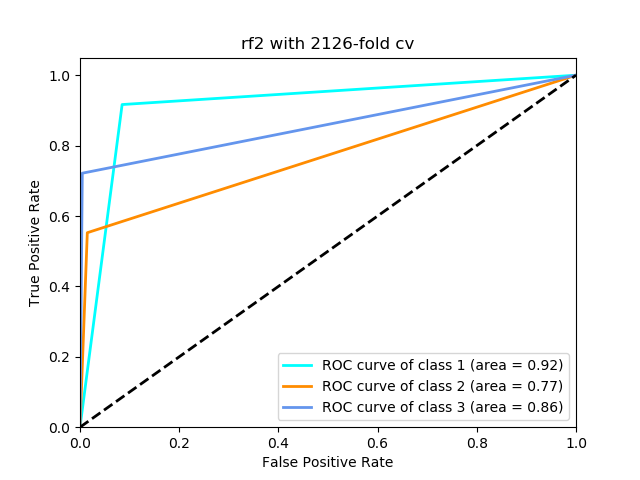 rf2 with 2126-fold cv
True Positive Rate
1.0
0.8
0.6
0.4
0.2
0.0
ROC curve of class 1 (area = 0.92)
ROC curve of class 2 (area = 0.77)
ROC curve of class 3 (area = 0.86)
0.0 0.2 0.4 0.6 0.8 1.0
False Positive Rate